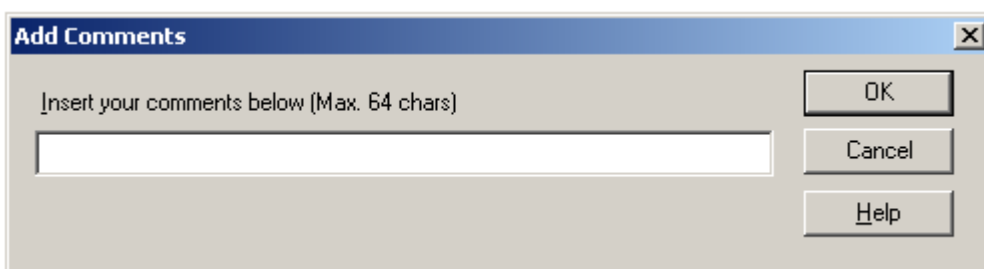 Add Comments
Insert your comments below (Max. 64 chars)
OK
Cancel
Help